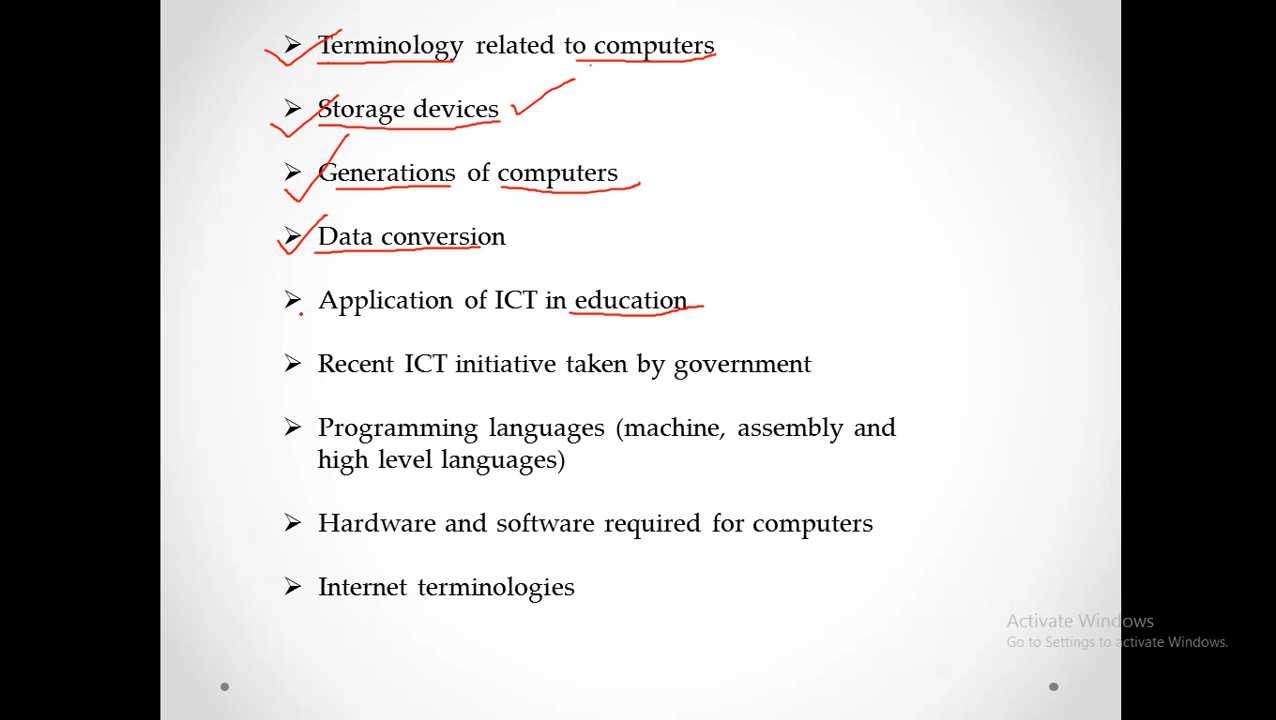 Terminology related to computers
Storage devices
Generations of computers
Data conversion
Application of ICT in education
Recent ICT initiative taken by government
Programming languages (machine, assembly and
high level languages)
Hardware and software required for computers
Internet terminologies
Activate Windows
Go to Settings to activate Windows.